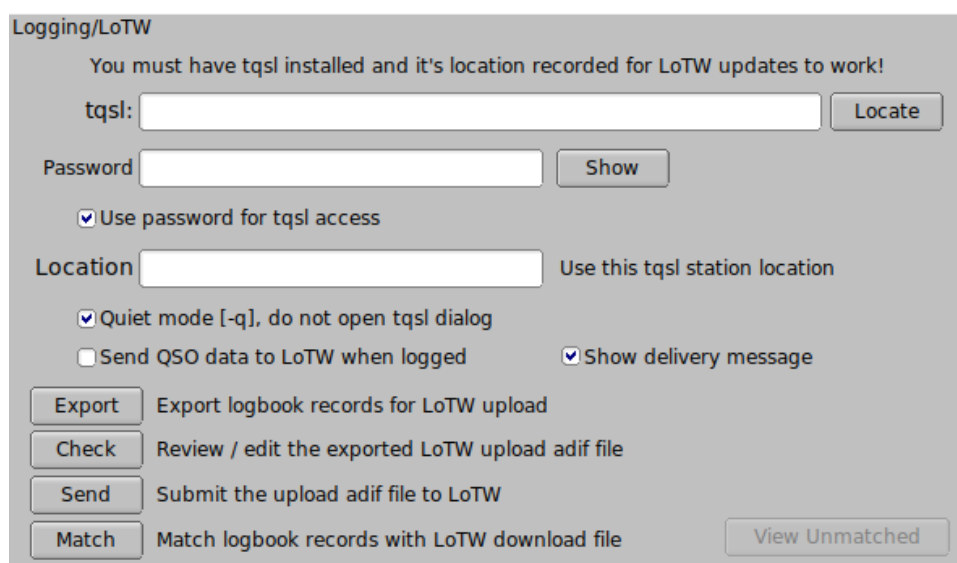 Logging/LoTW
You must have tqsl installed and it's location recorded for LoTW updates to work!
tqsl: Locate
Password Show
Use password for tqsl access
Location Use this tqsl station location
Quiet mode [-q], do not open tqsl dialog
Send QSO data to LoTW when logged Show delivery message
Export Export logbook records for LoTW upload
Check Review / edit the exported LoTW upload adif file
Send Submit the upload adif file to LoTW
Match Match logbook records with LoTW download file View Unmatched